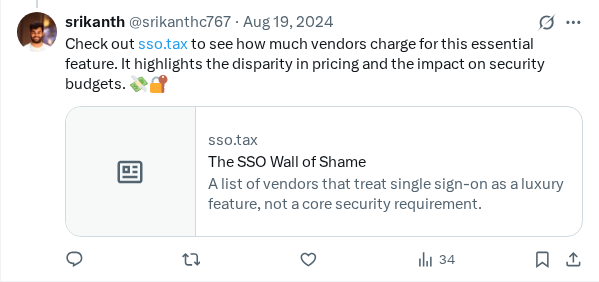 srikanth @srikanthc767 · Aug 19, 2024
Check out sso.tax to see how much vendors charge for this essential
feature. It highlights the disparity in pricing and the impact on security
budgets. 💸🔐
sso.tax
The SSO Wall of Shame
A list of vendors that treat single sign-on as a luxury
feature, not a core security requirement.
34